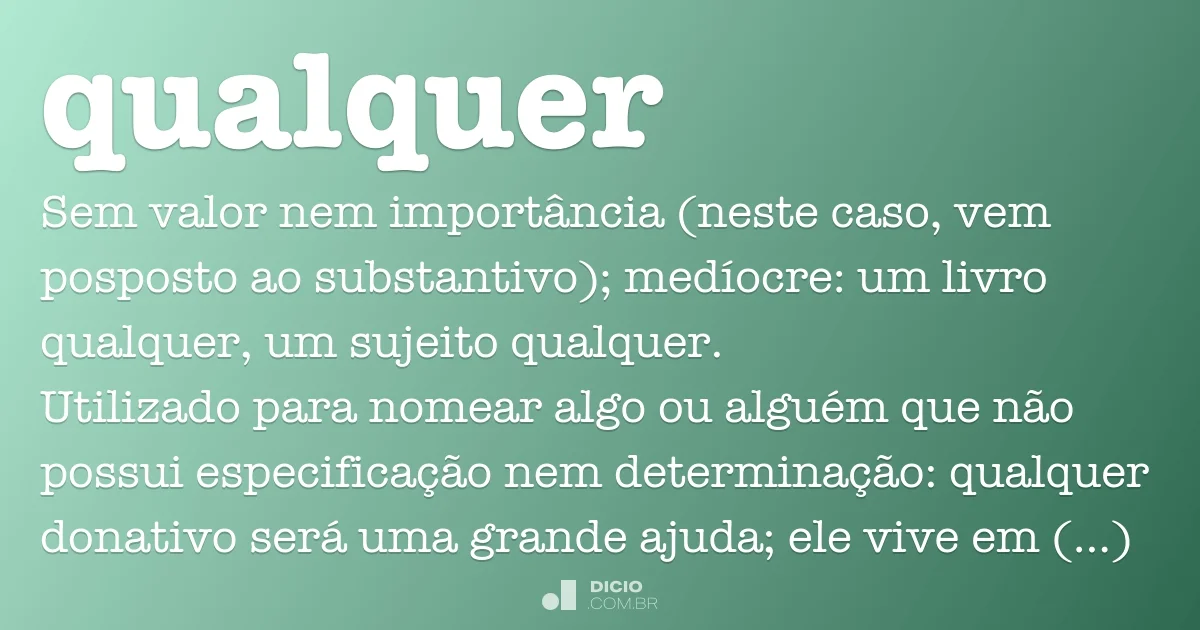 qualquer
Sem valor nem importância (neste caso, vem
posposto ao substantivo); medíocre: um livro
qualquer, um sujeito qualquer.
Utilizado para nomear algo ou alguém que não
possui especificação nem determinação: qualquer
donativo será uma grande ajuda; ele vive em (...)
DICIO
.COM.BR